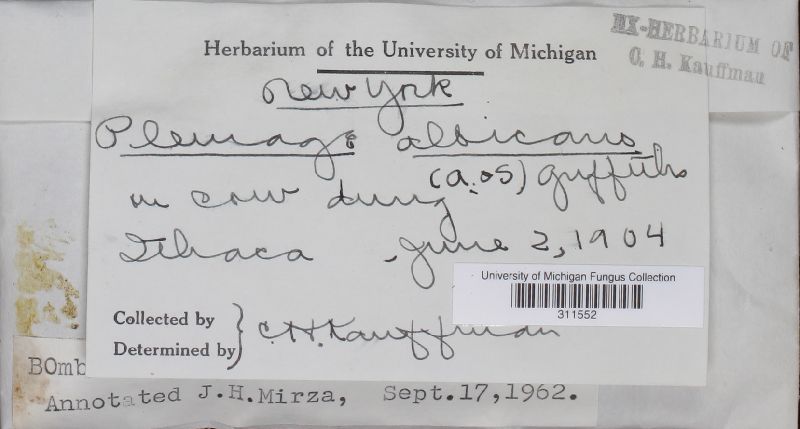 EX-HERBARIUM OF
C. H. Kauffman
Herbarium of the University of Michigan
New York
Pleurage albicans
(A. & S) Griffiths
on cow dung
Ithaca , June 2, 1904
University of Michigan Fungus Collection
311552
Collected by
Determined by
C.H. Kauffman
BOmb
Annotated J.H.Mirza, Sept.17,1962.